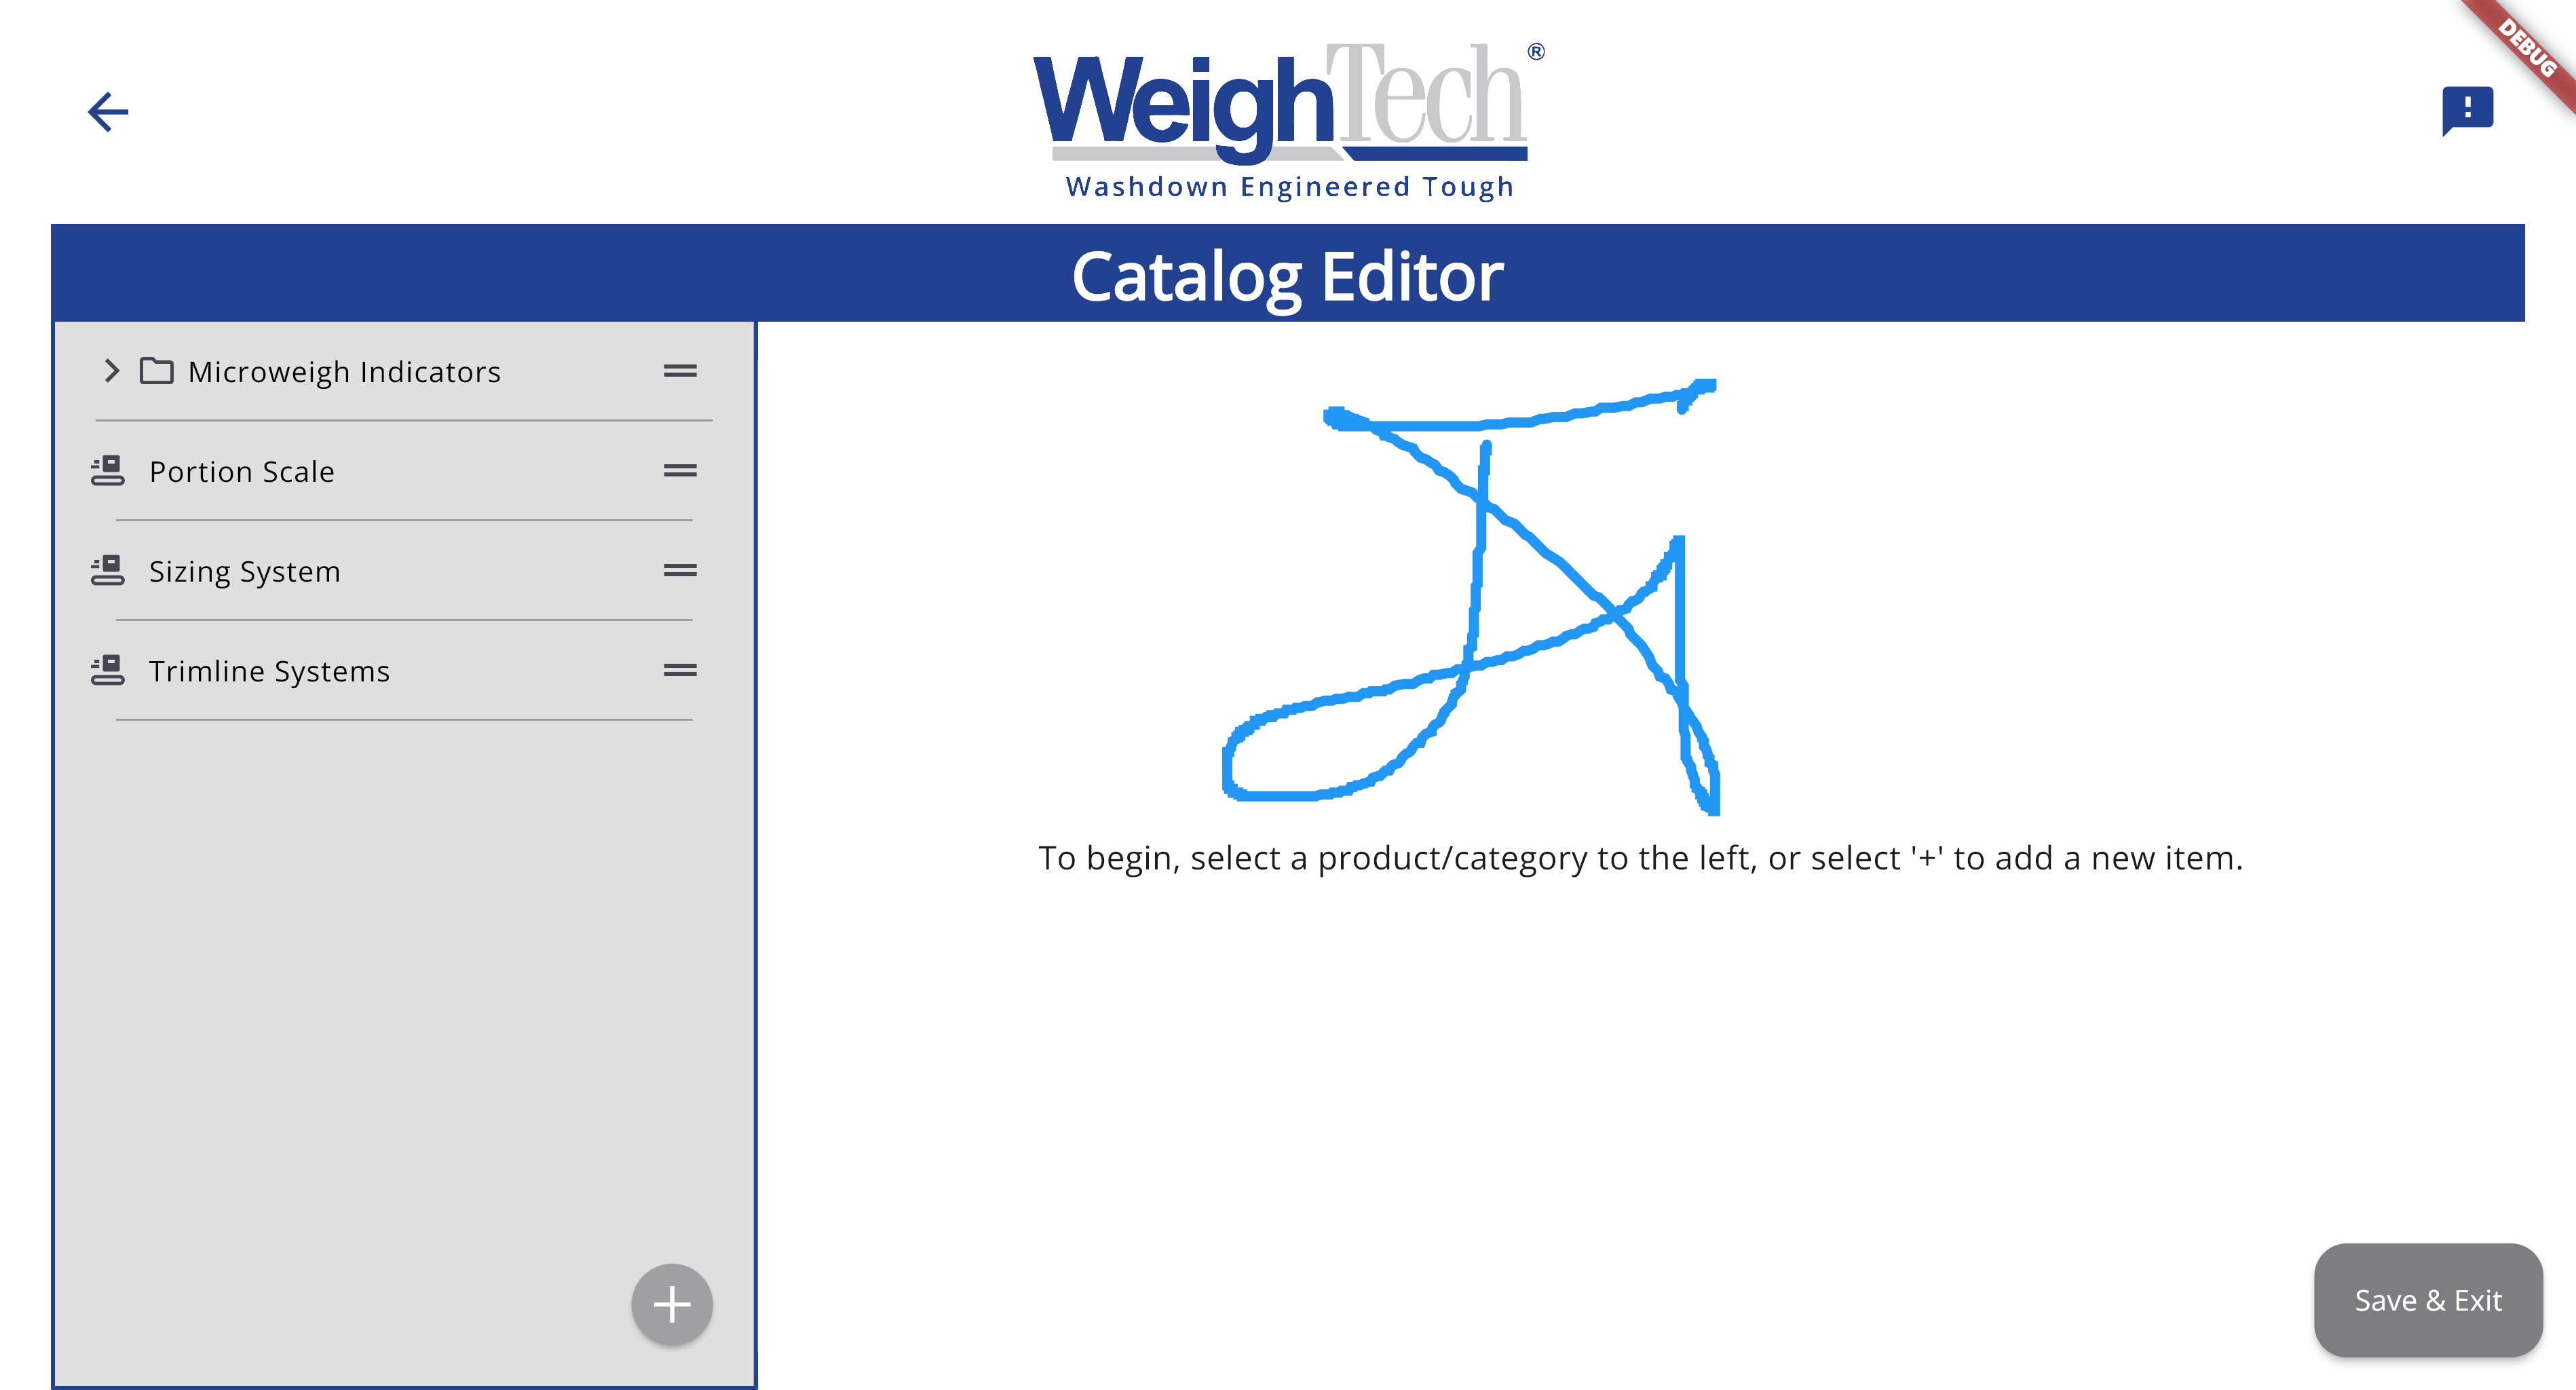 WeighTech®
DEBUG
Washdown Engineered Tough
Catalog Editor
Microweigh Indicators
Portion Scale
Sizing System
Trimline Systems
To begin, select a product/category to the left, or select '+' to add a new item.
Save & Exit